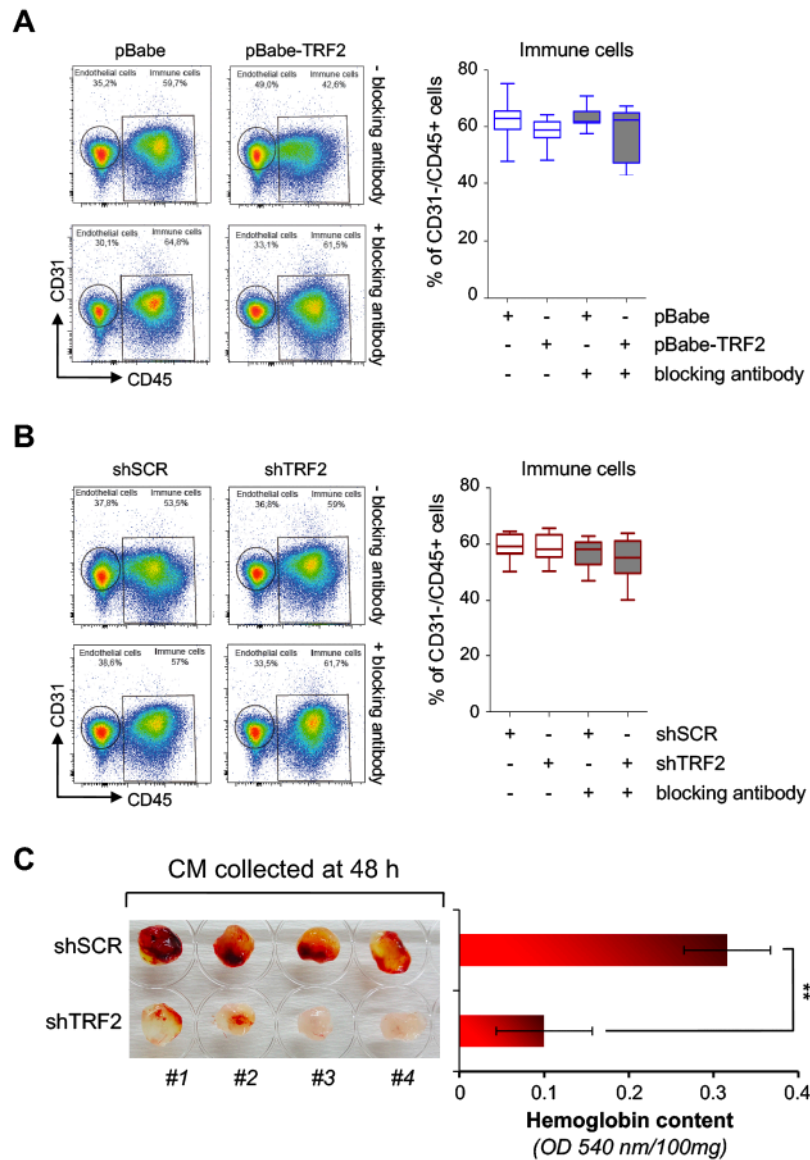 A
pBabe
pBabe-TRF2
Endothelial cells
35,2%
Immune cells
59,7%
Endothelial cells
49,0%
Immune cells
42,6%
- blocking antibody
Endothelial cells
30,1%
Immune cells
64,8%
Endothelial cells
33,1%
Immune cells
61,5%
+ blocking antibody
CD31
CD45
Immune cells
% of CD31-/CD45+ cells
80
60
40
20
0
+ - + - pBabe
- + - + pBabe-TRF2
- - + + blocking antibody
B
shSCR
shTRF2
Endothelial cells
37,8%
Immune cells
53,5%
Endothelial cells
36,8%
Immune cells
59%
- blocking antibody
Endothelial cells
38,6%
Immune cells
57%
Endothelial cells
33,5%
Immune cells
61,7%
+ blocking antibody
CD31
CD45
Immune cells
% of CD31-/CD45+ cells
80
60
40
20
0
+ - + - shSCR
- + - + shTRF2
- - + + blocking antibody
C
CM collected at 48 h
shSCR
shTRF2
#1 #2 #3 #4
**
0 0.1 0.2 0.3 0.4
Hemoglobin content
(OD 540 nm/100mg)